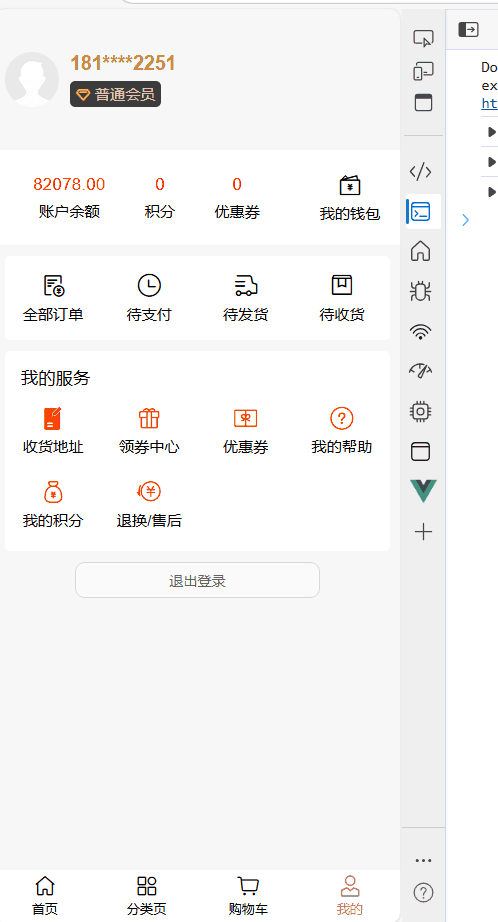 181****2251
普通会员
82078.00 0 0
账户余额 积分 优惠券 我的钱包
全部订单 待支付 待发货 待收货
我的服务
收货地址 领券中心 优惠券 我的帮助
我的积分 退换/售后
退出登录
首页 分类页 购物车 我的
Do
ex
ht